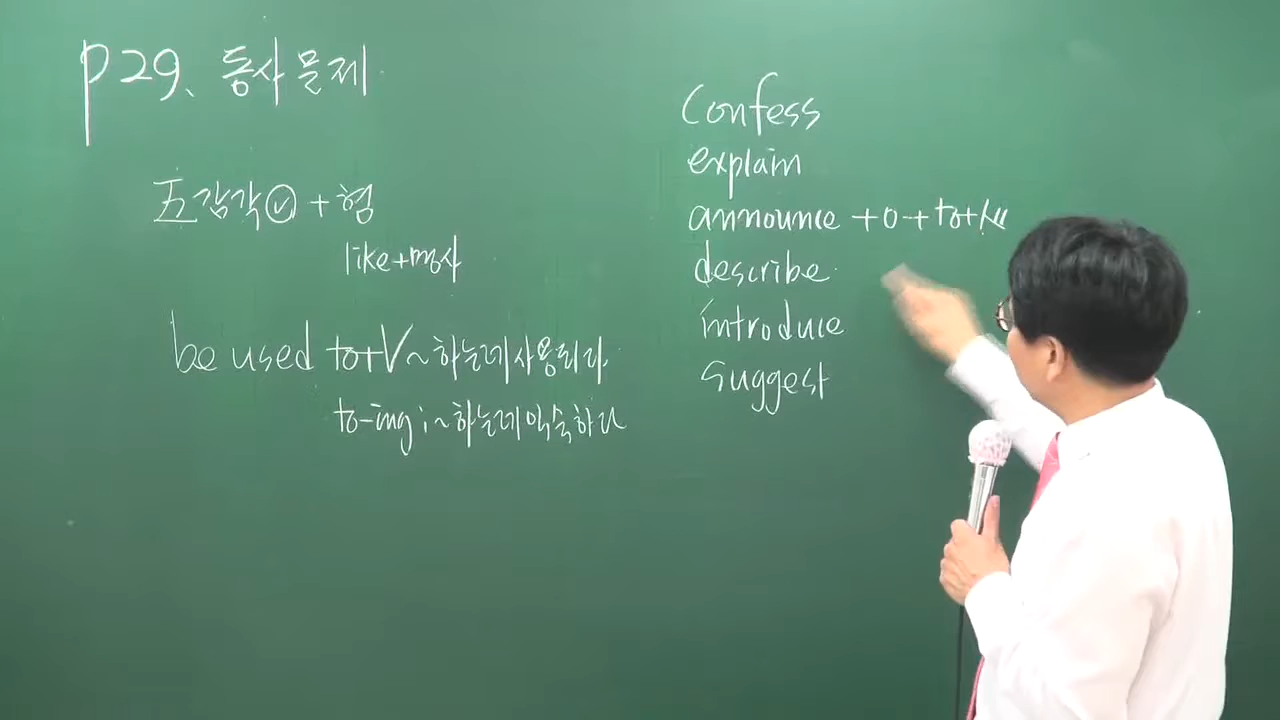 p29. 동사 문제
五감각ⓥ + 형
like+명사
be used to+V ~하는데 사용되다.
to-ing ; ~하는데 익숙하다
Confess
explain
announce + o + to+사람
describe.
introduce
suggest